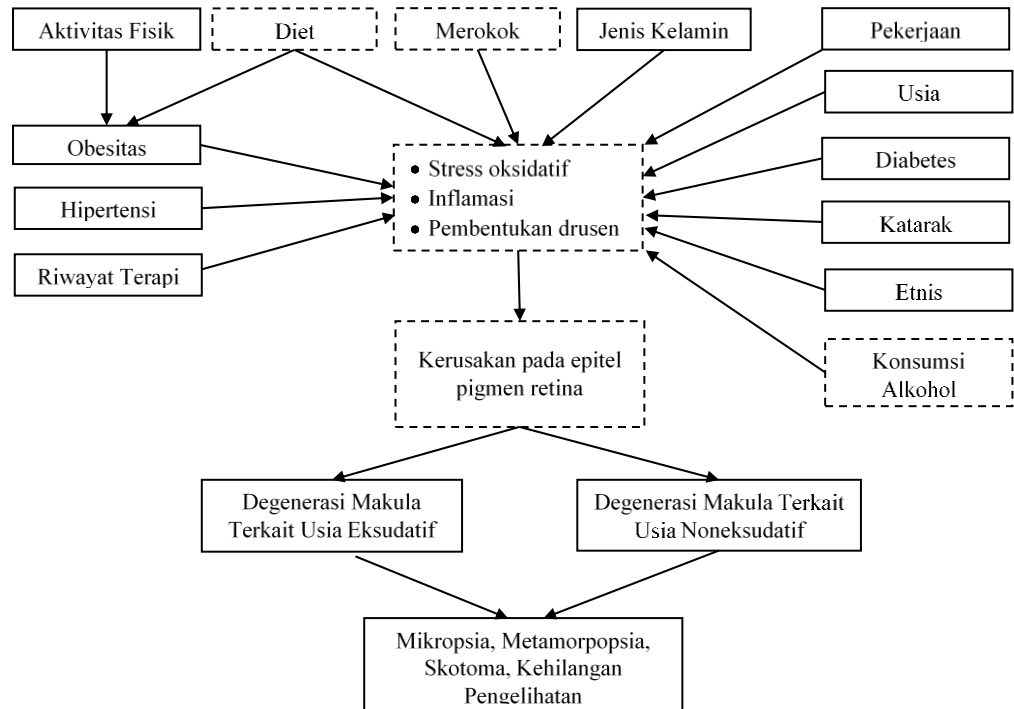 Aktivitas Fisik
Diet
Merokok
Jenis Kelamin
Pekerjaan
Usia
Obesitas
Diabetes
• Stress oksidatif
• Inflamasi
• Pembentukan drusen
Hipertensi
Katarak
Riwayat Terapi
Etnis
Kerusakan pada epitel
pigmen retina
Konsumsi
Alkohol
Degenerasi Makula
Terkait Usia Eksudatif
Degenerasi Makula Terkait
Usia Noneksudatif
Mikropsia, Metamorpopsia,
Skotoma, Kehilangan
Pengelihatan